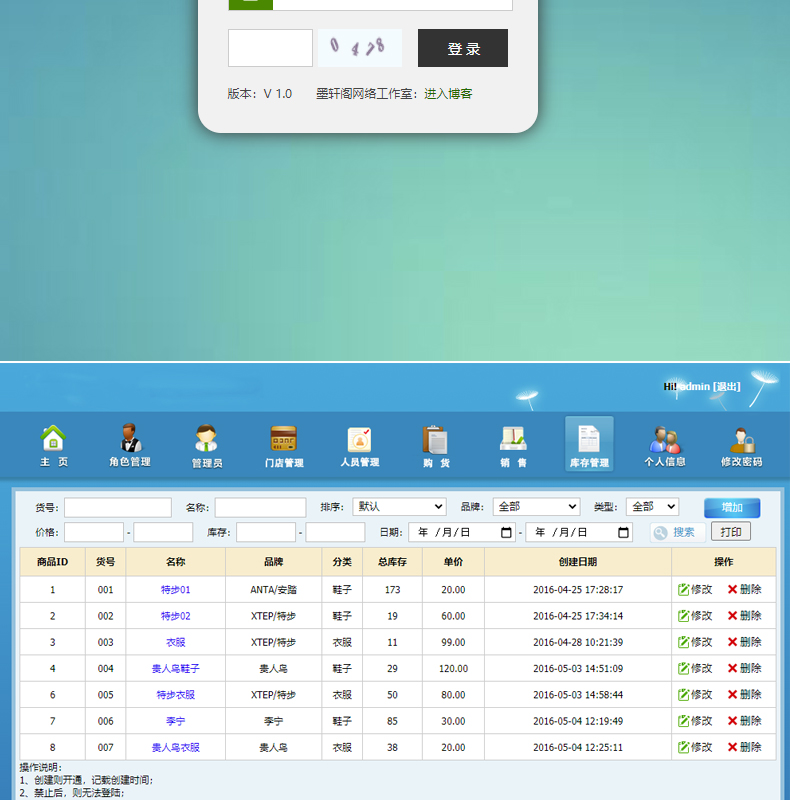 0 4 7 8 登 录
版本：V 1.0 墨轩阁网络工作室：进入博客
Hi!admin [退出]
主 页 角色管理 管理员 门店管理 人员管理 购 货 销 售 库存管理 个人信息 修改密码
货号： 名称： 排序： 默认 品牌： 全部 类型： 全部 增加
价格： - 库存： - 日期： 年 /月/日 - 年 /月/日 搜索 打印
商品ID 货号 名称 品牌 分类 总库存 单价 创建日期 操作
1 001 特步01 ANTA/安踏 鞋子 173 20.00 2016-04-25 17:28:17 修改 删除
2 002 特步02 XTEP/特步 鞋子 19 60.00 2016-04-25 17:34:14 修改 删除
3 003 衣服 XTEP/特步 衣服 11 99.00 2016-04-28 10:21:39 修改 删除
4 004 贵人鸟鞋子 贵人鸟 鞋子 29 120.00 2016-05-03 14:51:09 修改 删除
6 005 特步衣服 XTEP/特步 衣服 50 80.00 2016-05-03 14:58:44 修改 删除
7 006 李宁 李宁 鞋子 85 30.00 2016-05-04 12:19:49 修改 删除
8 007 贵人鸟衣服 贵人鸟 衣服 38 20.00 2016-05-04 12:25:11 修改 删除
操作说明：
1、创建则开通，记载创建时间；
2、禁止后，则无法登陆；